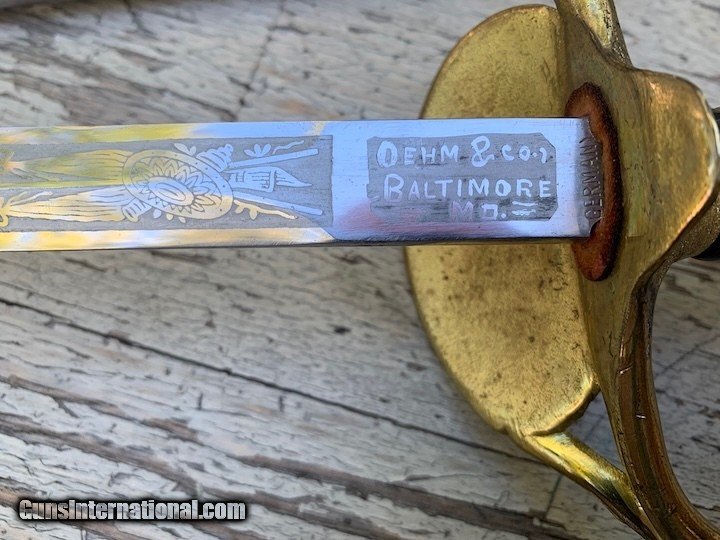 OEHM & CO.,
BALTIMORE
MD.
GERMANY
GunsInternational.com